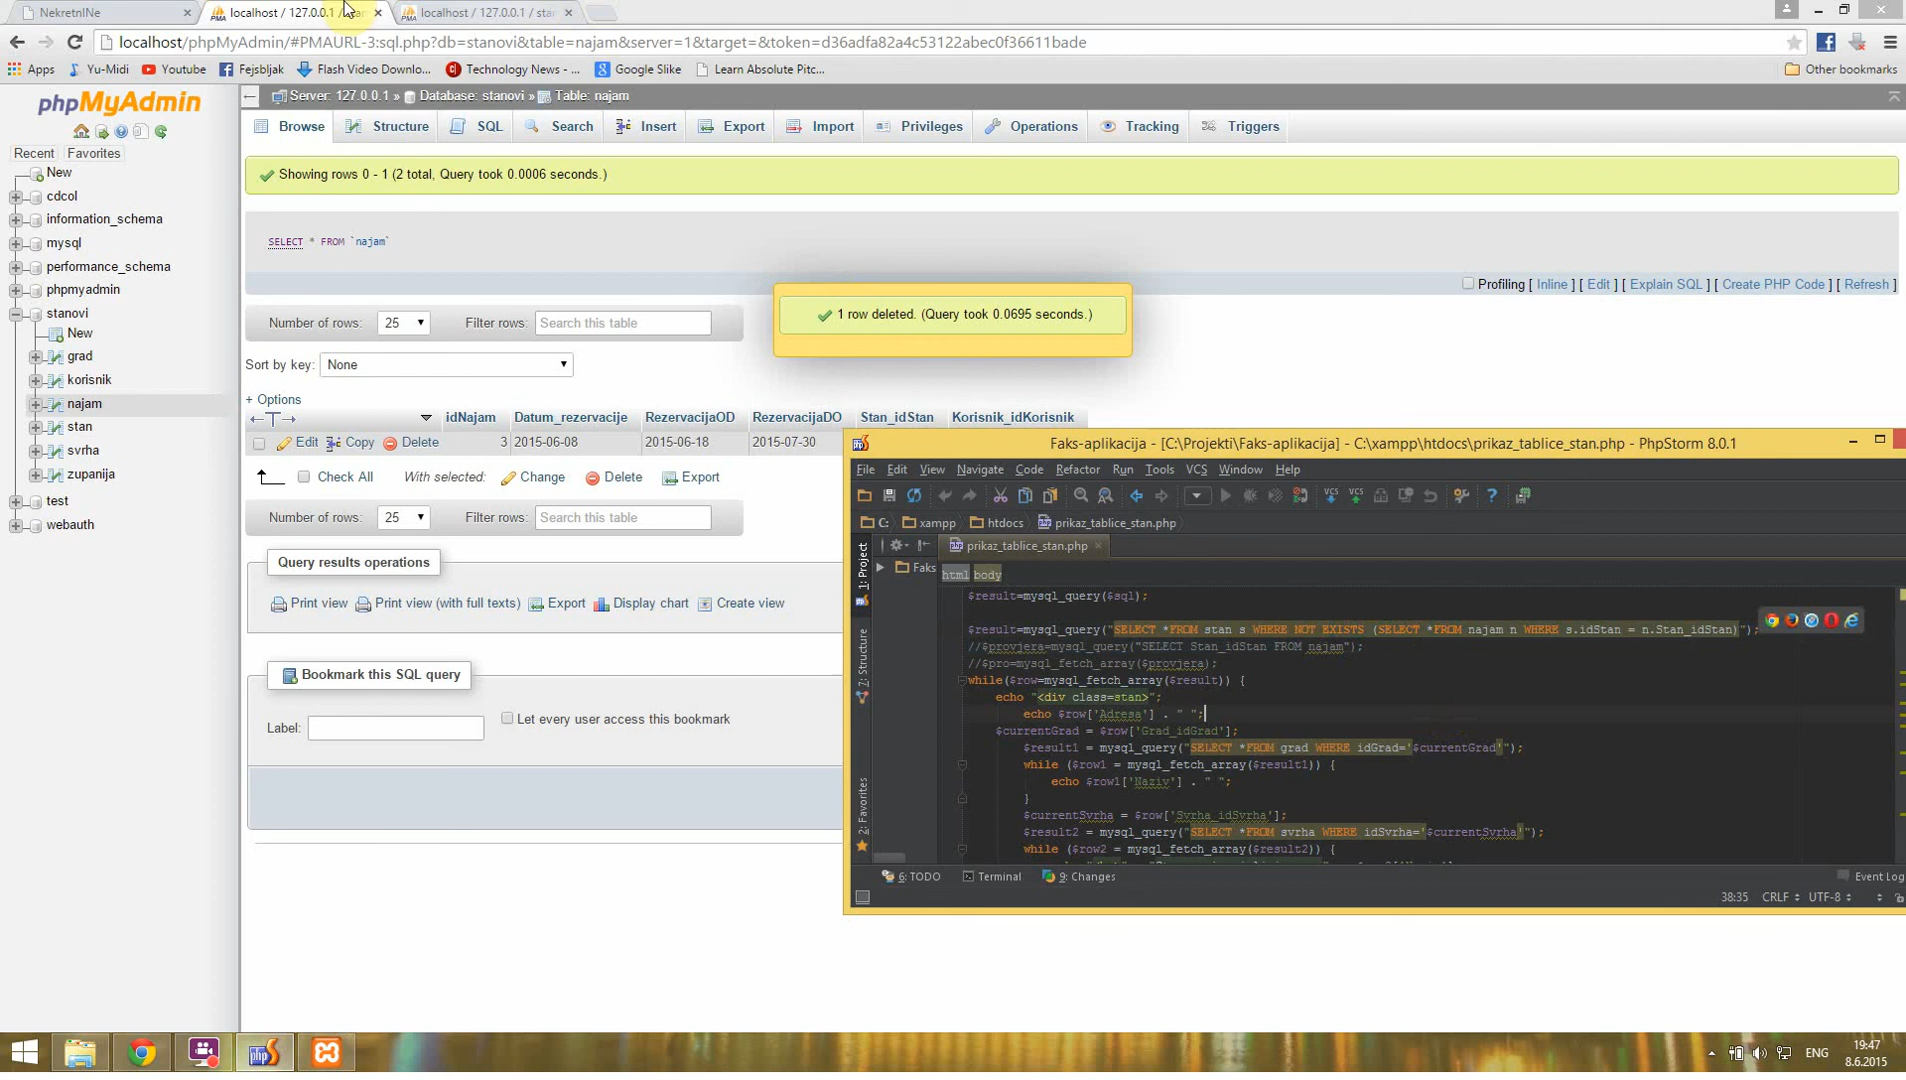 NekretnINe
localhost / 127.0.0.1 /
localhost / 127.0.0.1 / sta
localhost/phpMyAdmin/#PMAURL-3:sql.php?db=stanovi&table=najam&server=1&target=&token=d36adfa82a4c53122abec0f36611bade
Apps
Yu-Midi
Youtube
Fejsbljak
Flash Video Downlo...
Technology News - ...
Google Slike
Learn Absolute Pitc...
Other bookmarks
phpMyAdmin
Server: 127.0.0.1 » Database: stanovi » Table: najam
Browse
Structure
SQL
Search
Insert
Export
Import
Privileges
Operations
Tracking
Triggers
Recent
Favorites
New
cdcol
information_schema
mysql
performance_schema
phpmyadmin
stanovi
New
grad
korisnik
najam
stan
svrha
zupanija
test
webauth
Showing rows 0 - 1 (2 total, Query took 0.0006 seconds.)
SELECT * FROM `najam`
Profiling [ Inline ] [ Edit ] [ Explain SQL ] [ Create PHP Code ] [ Refresh ]
1 row deleted. (Query took 0.0695 seconds.)
Number of rows: 25
Filter rows: Search this table
Sort by key: None
+ Options
idNajam Datum_rezervacije RezervacijaOD RezervacijaDO Stan_idStan Korisnik_idKorisnik
Edit Copy Delete 3 2015-06-08 2015-06-18 2015-07-30
Check All With selected: Change Delete Export
Number of rows: 25
Filter rows: Search this table
Query results operations
Print view Print view (with full texts) Export Display chart Create view
Bookmark this SQL query
Label:
Let every user access this bookmark
Faks-aplikacija - [C:\Projekti\Faks-aplikacija] - C:\xampp\htdocs\prikaz_tablice_stan.php - PhpStorm 8.0.1
File Edit View Navigate Code Refactor Run Tools VCS Window Help
C: xampp htdocs prikaz_tablice_stan.php
prikaz_tablice_stan.php
1: Project
7: Structure
2: Favorites
Faks
html body
$result=mysql_query($sql);
$result=mysql_query("SELECT *FROM stan s WHERE NOT EXISTS (SELECT *FROM najam n WHERE s.idStan = n.Stan_idStan)");
//$provjera=mysql_query("SELECT Stan_idStan FROM najam");
//$pro=mysql_fetch_array($provjera);
while($row=mysql_fetch_array($result)) {
echo "<div class=stan>";
echo $row['Adresa'] . " ";
$currentGrad = $row['Grad_idGrad'];
$result1 = mysql_query("SELECT *FROM grad WHERE idGrad='$currentGrad'");
while ($row1 = mysql_fetch_array($result1)) {
echo $row1['Naziv'] . " ";
}
$currentSvrha = $row['Svrha_idSvrha'];
$result2 = mysql_query("SELECT *FROM svrha WHERE idSvrha='$currentSvrha'");
while ($row2 = mysql_fetch_array($result2)) {
6: TODO
Terminal
9: Changes
Event Log
38:35 CRLF UTF-8
ENG
19:47
8.6.2015